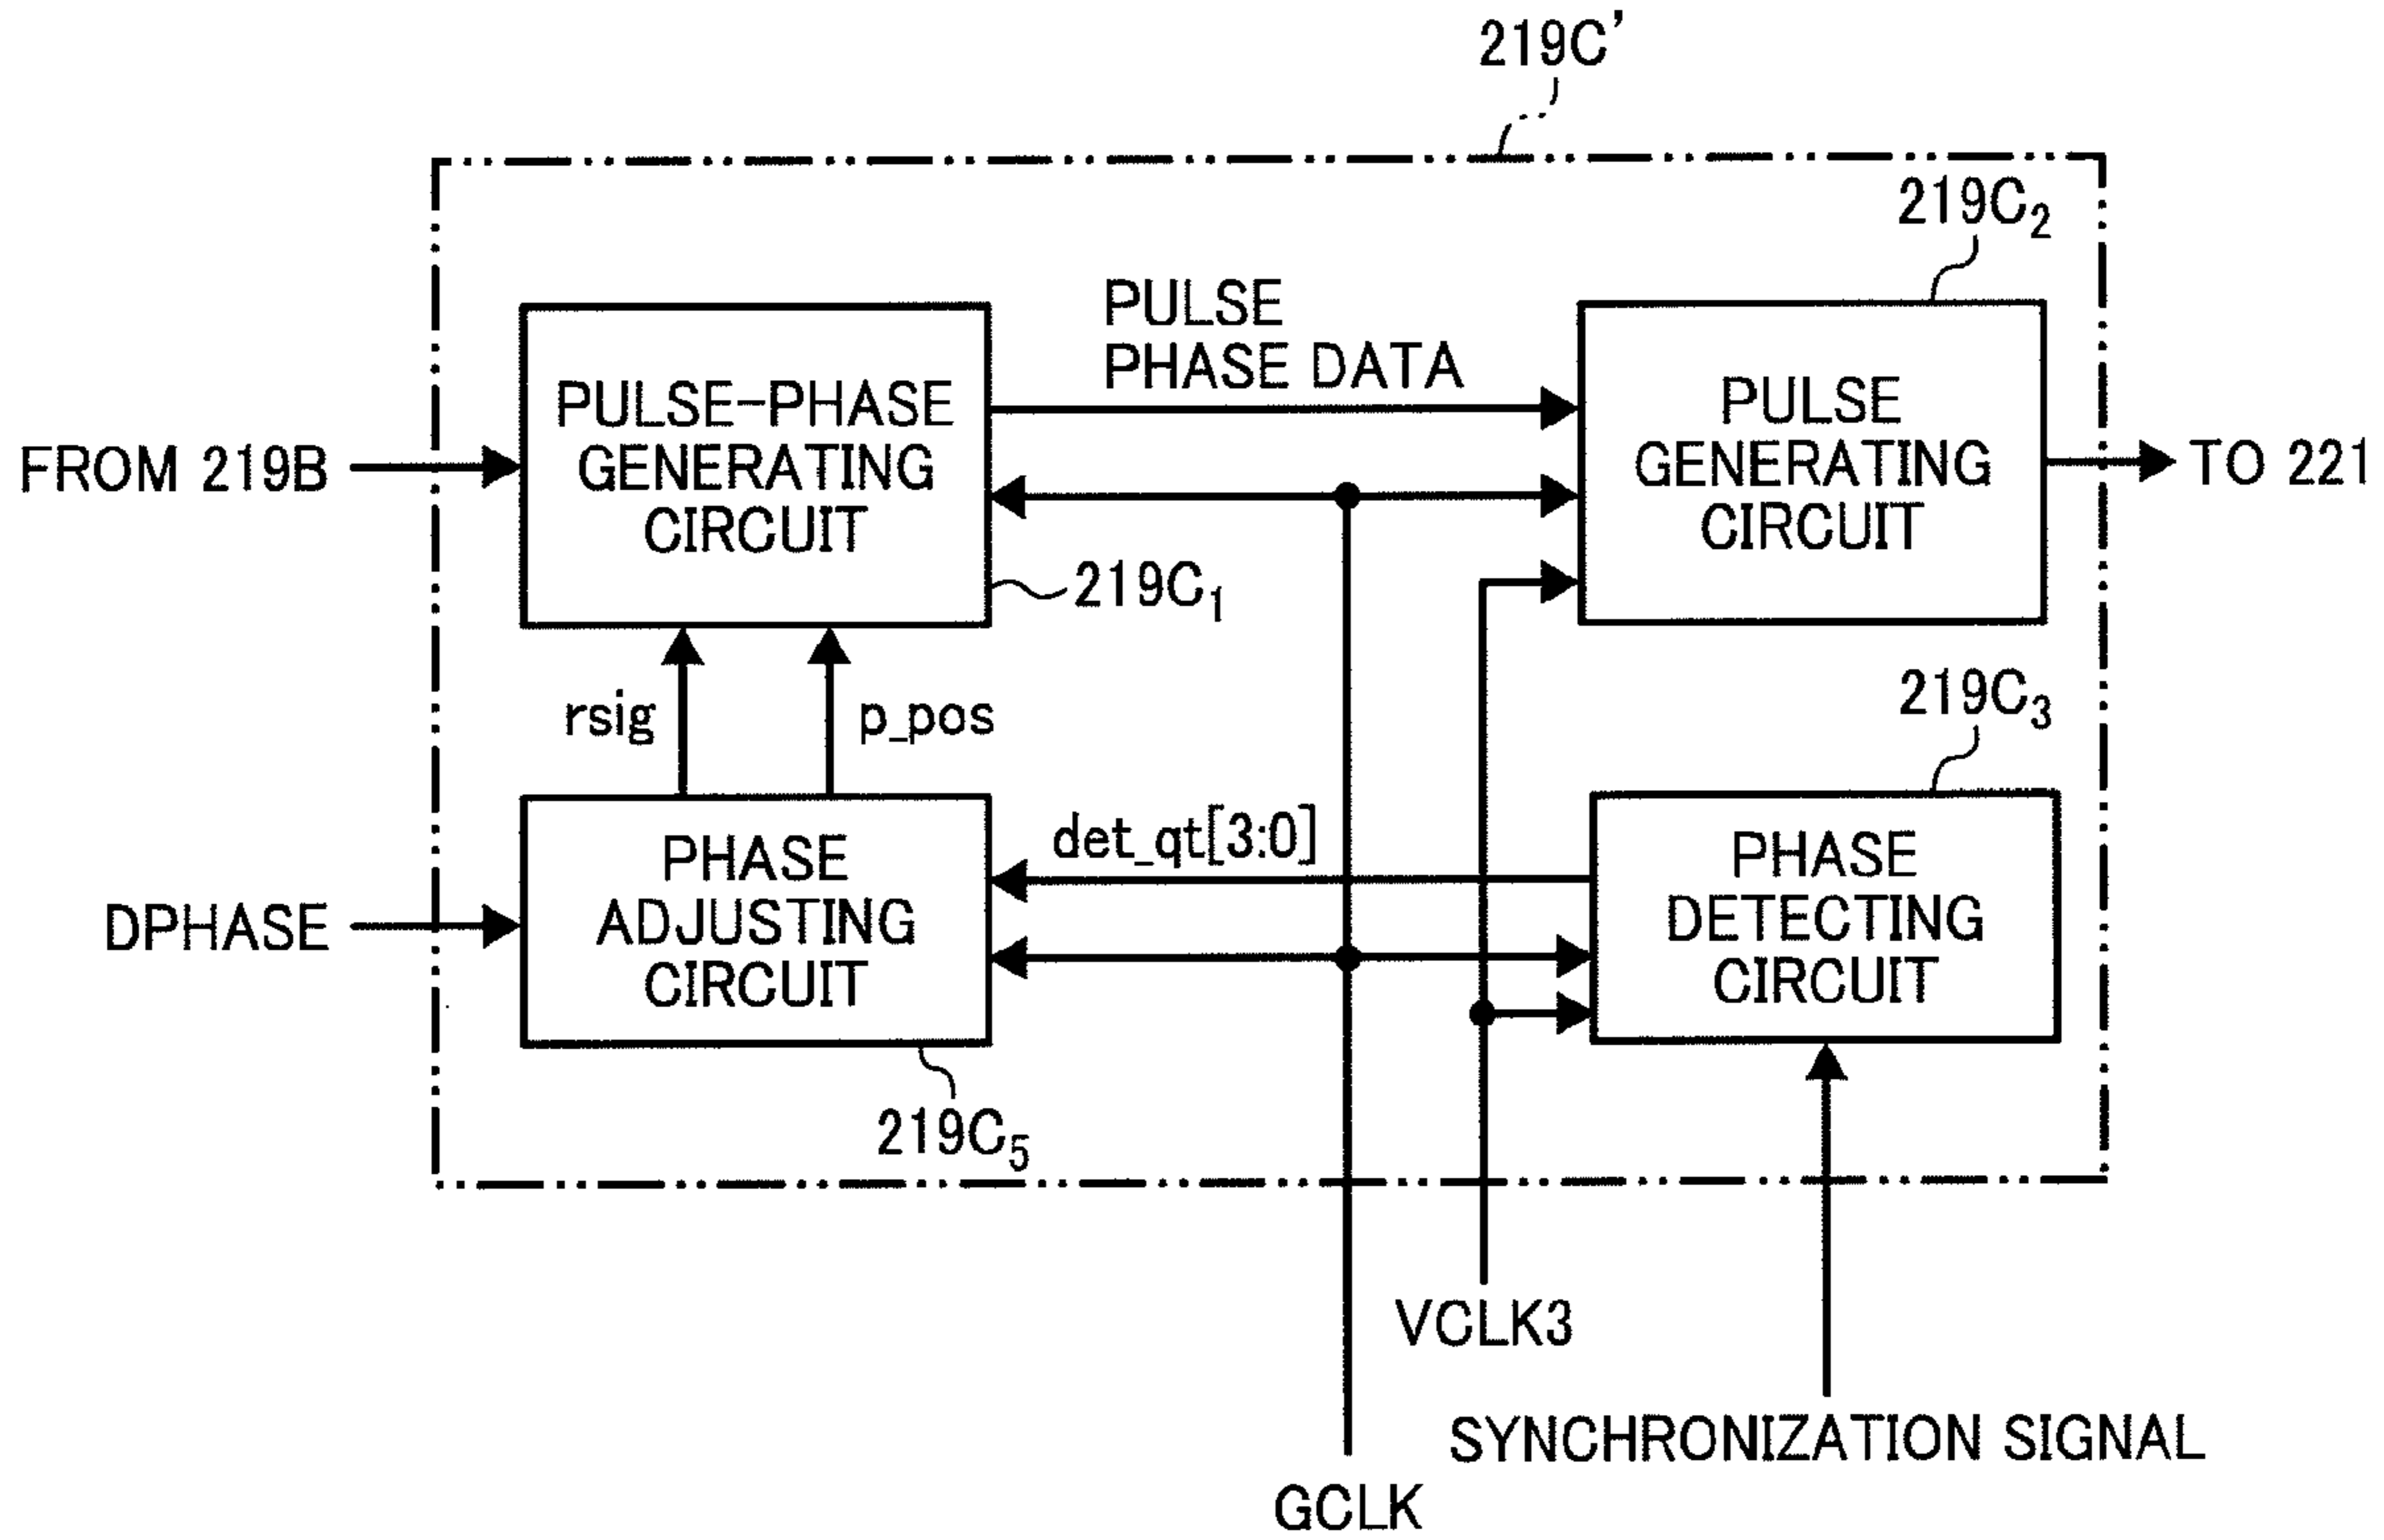 219C'
219C2
PULSE
PHASE DATA
PULSE-PHASE
GENERATING
CIRCUIT
PULSE
GENERATING
CIRCUIT
FROM 219B
TO 221
219C1
rsig
p_pos
219C3
det_qt[3:0]
PHASE
ADJUSTING
CIRCUIT
PHASE
DETECTING
CIRCUIT
DPHASE
219C5
VCLK3
SYNCHRONIZATION SIGNAL
GCLK